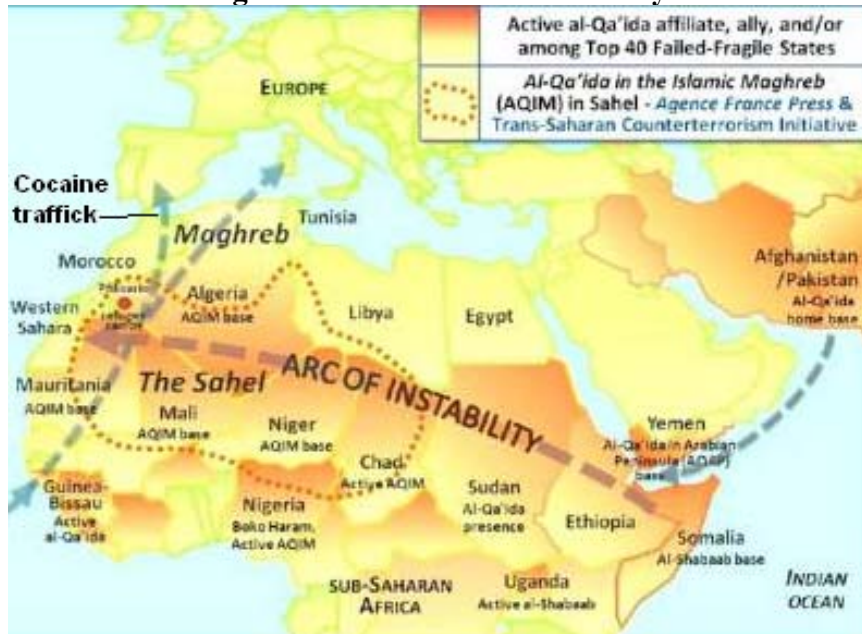 Active al-Qa'ida affiliate, ally, and/or
among Top 40 Failed-Fragile States
Al-Qa'ida in the Islamic Maghreb
(AQIM) in Sahel - Agence France Press &
Trans-Saharan Counterterrorism Initiative
EUROPE
Cocaine
traffick
Maghreb
Tunisia
Morocco
Western
Sahara
refugee
Algeria
AQIM base
Libya
Egypt
Afghanistan
/Pakistan
Al-Qa'ida
home base
ARC OF INSTABILITY
The Sahel
Mauritania
AQIM base
Mali
AQIM base
Niger
AQIM base
Chad
Active AQIM
Yemen
Al-Qa'ida in Arabian
Peninsula (AQAP)
base
Guinea-
Bissau
Active
al-Qa'ida
Nigeria
Boko Haram,
Active AQIM
Sudan
Al-Qa'ida
presence
Ethiopia
Somalia
Al-Shabaab base
SUB-SAHARAN
AFRICA
Uganda
Active al-Shabaab
INDIAN
OCEAN